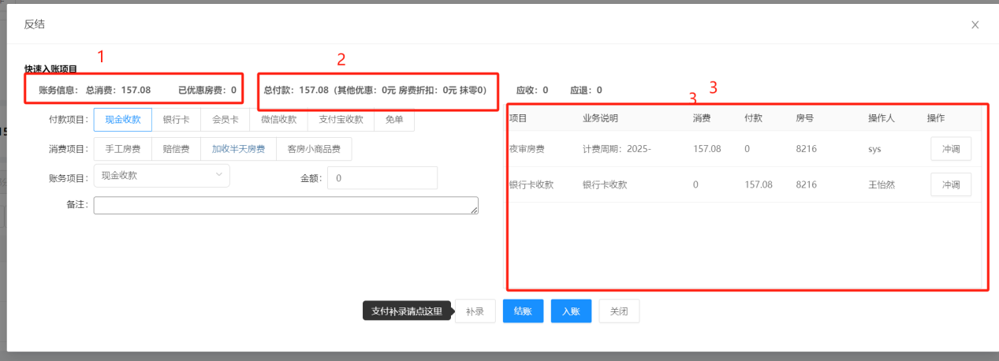 反结
1
2
3
3
快速入账项目
账务信息： 总消费：157.08 已优惠房费：0 总付款：157.08（其他优惠：0元 房费折扣：0元 抹零0） 应收：0 应退：0
付款项目： 现金收款 银行卡 会员卡 微信收款 支付宝收款 免单
消费项目： 手工房费 赔偿费 加收半天房费 客房小商品费
账务项目： 现金收款 金额： 0
备注：
项目 业务说明 消费 付款 房号 操作人 操作
夜审房费 计费周期：2025- 157.08 0 8216 sys 冲调
银行卡收款 银行卡收款 0 157.08 8216 王怡然 冲调
支付补录请点这里 补录 结账 入账 关闭